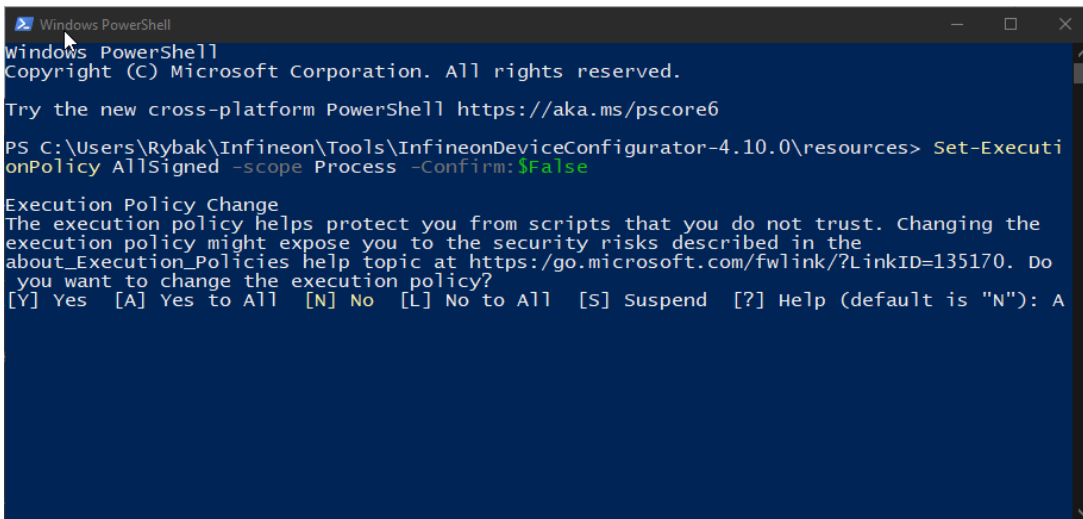 Windows PowerShell
Windows PowerShell
Copyright (C) Microsoft Corporation. All rights reserved.
Try the new cross-platform PowerShell https://aka.ms/pscore6
PS C:\Users\Rybak\Infineon\Tools\InfineonDeviceConfigurator-4.10.0\resources> Set-Executi
onPolicy AllSigned -scope Process -Confirm:$False
Execution Policy Change
The execution policy helps protect you from scripts that you do not trust. Changing the
execution policy might expose you to the security risks described in the
about_Execution_Policies help topic at https:/go.microsoft.com/fwlink/?LinkID=135170. Do
 you want to change the execution policy?
[Y] Yes  [A] Yes to All  [N] No  [L] No to All  [S] Suspend  [?] Help (default is "N"): A